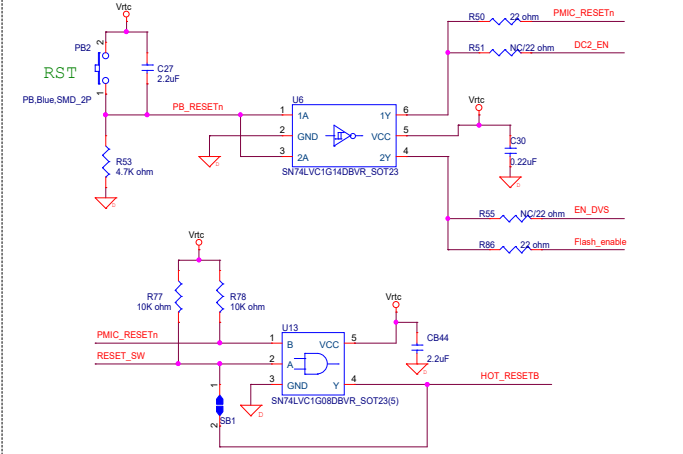 Vrtc
R50 22 ohm PMIC_RESETn
R51 NC/22 ohm DC2_EN
PB2
2
RST
C27
2.2uF
1
PB,Blue,SMD_2P
PB_RESETn
U6
1 1A 1Y 6
2 GND VCC 5
3 2A 2Y 4
SN74LVC1G14DBVR_SOT23
Vrtc
C30
0.22uF
R53
4.7K ohm
D
D
D
R55 NC/22 ohm EN_DVS
R86 22 ohm Flash_enable
Vrtc
R77
10K ohm
R78
10K ohm
PMIC_RESETn
RESET_SW
U13
1 B VCC 5
2 A
3 GND Y 4
SN74LVC1G08DBVR_SOT23(5)
Vrtc
CB44
2.2uF
D
D
HOT_RESETB
1
SB1
2